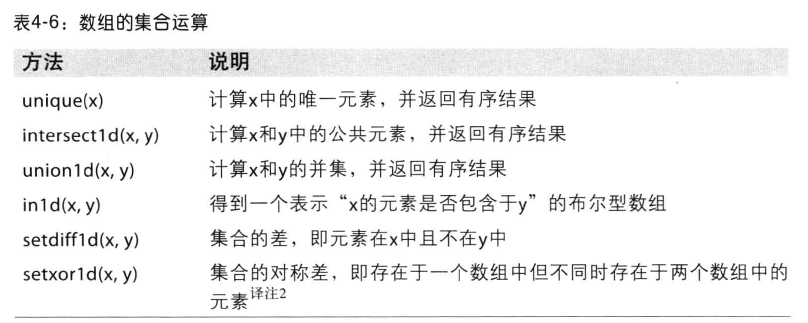 表4-6：数组的集合运算
方法 说明
unique(x) 计算x中的唯一元素，并返回有序结果
intersect1d(x, y) 计算x和y中的公共元素，并返回有序结果
union1d(x, y) 计算x和y的并集，并返回有序结果
in1d(x, y) 得到一个表示“x的元素是否包含于y”的布尔型数组
setdiff1d(x, y) 集合的差，即元素在x中且不在y中
setxor1d(x, y) 集合的对称差，即存在于一个数组中但不同时存在于两个数组中的
元素译注2